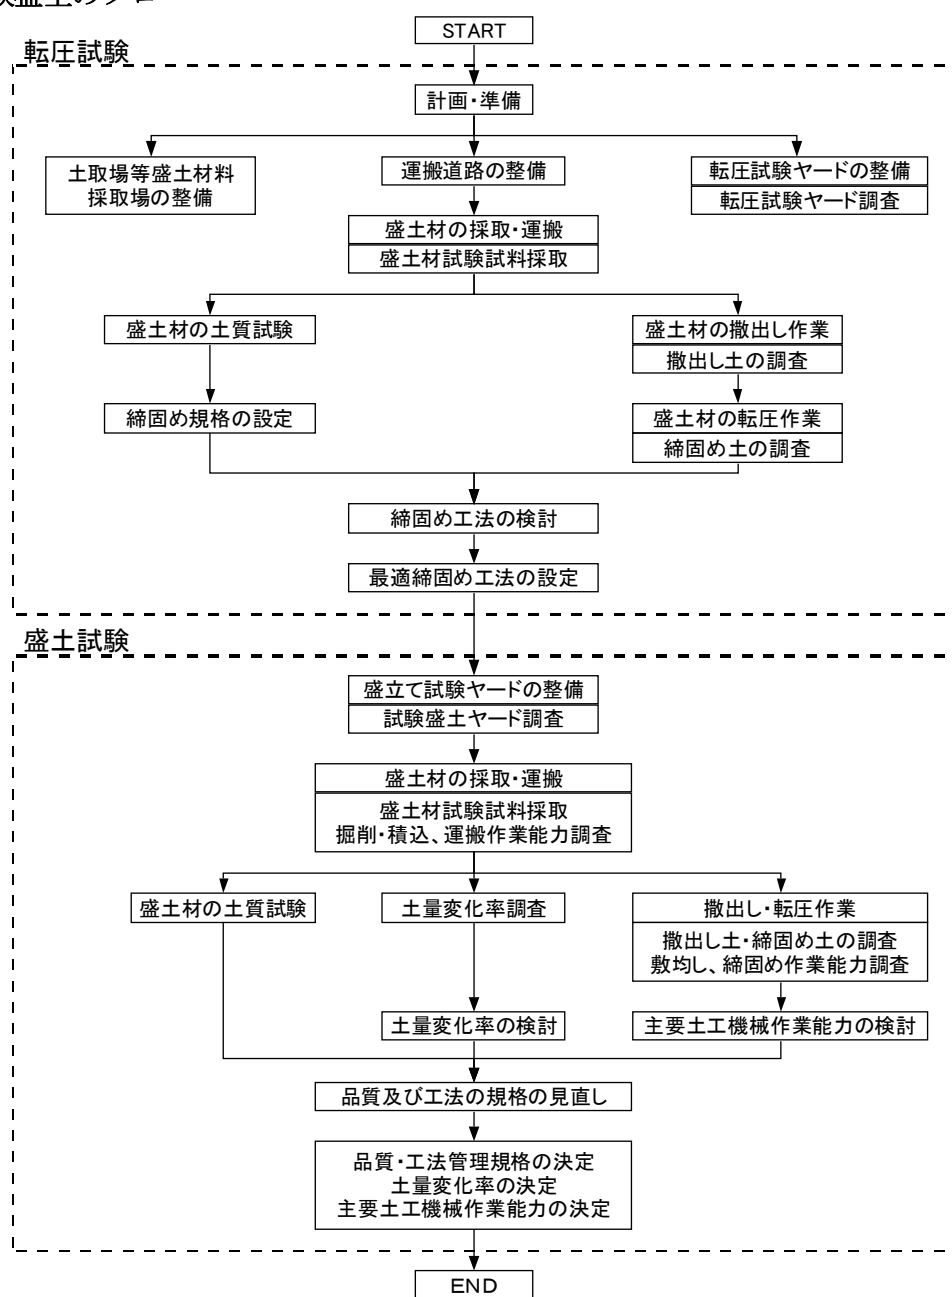 START
転圧試験
計画・準備
土取場等盛土材料
採取場の整備
運搬道路の整備
転圧試験ヤードの整備
転圧試験ヤード調査
盛土材の採取・運搬
盛土材試験試料採取
盛土材の土質試験
盛土材の撒出し作業
撒出し土の調査
締固め規格の設定
盛土材の転圧作業
締固め土の調査
締固め工法の検討
最適締固め工法の設定
盛土試験
盛立て試験ヤードの整備
試験盛土ヤード調査
盛土材の採取・運搬
盛土材試験試料採取
掘削・積込、運搬作業能力調査
盛土材の土質試験
土量変化率調査
撒出し・転圧作業
撒出し土・締固め土の調査
敷均し、締固め作業能力調査
土量変化率の検討
主要土工機械作業能力の検討
品質及び工法の規格の見直し
品質・工法管理規格の決定
土量変化率の決定
主要土工機械作業能力の決定
END